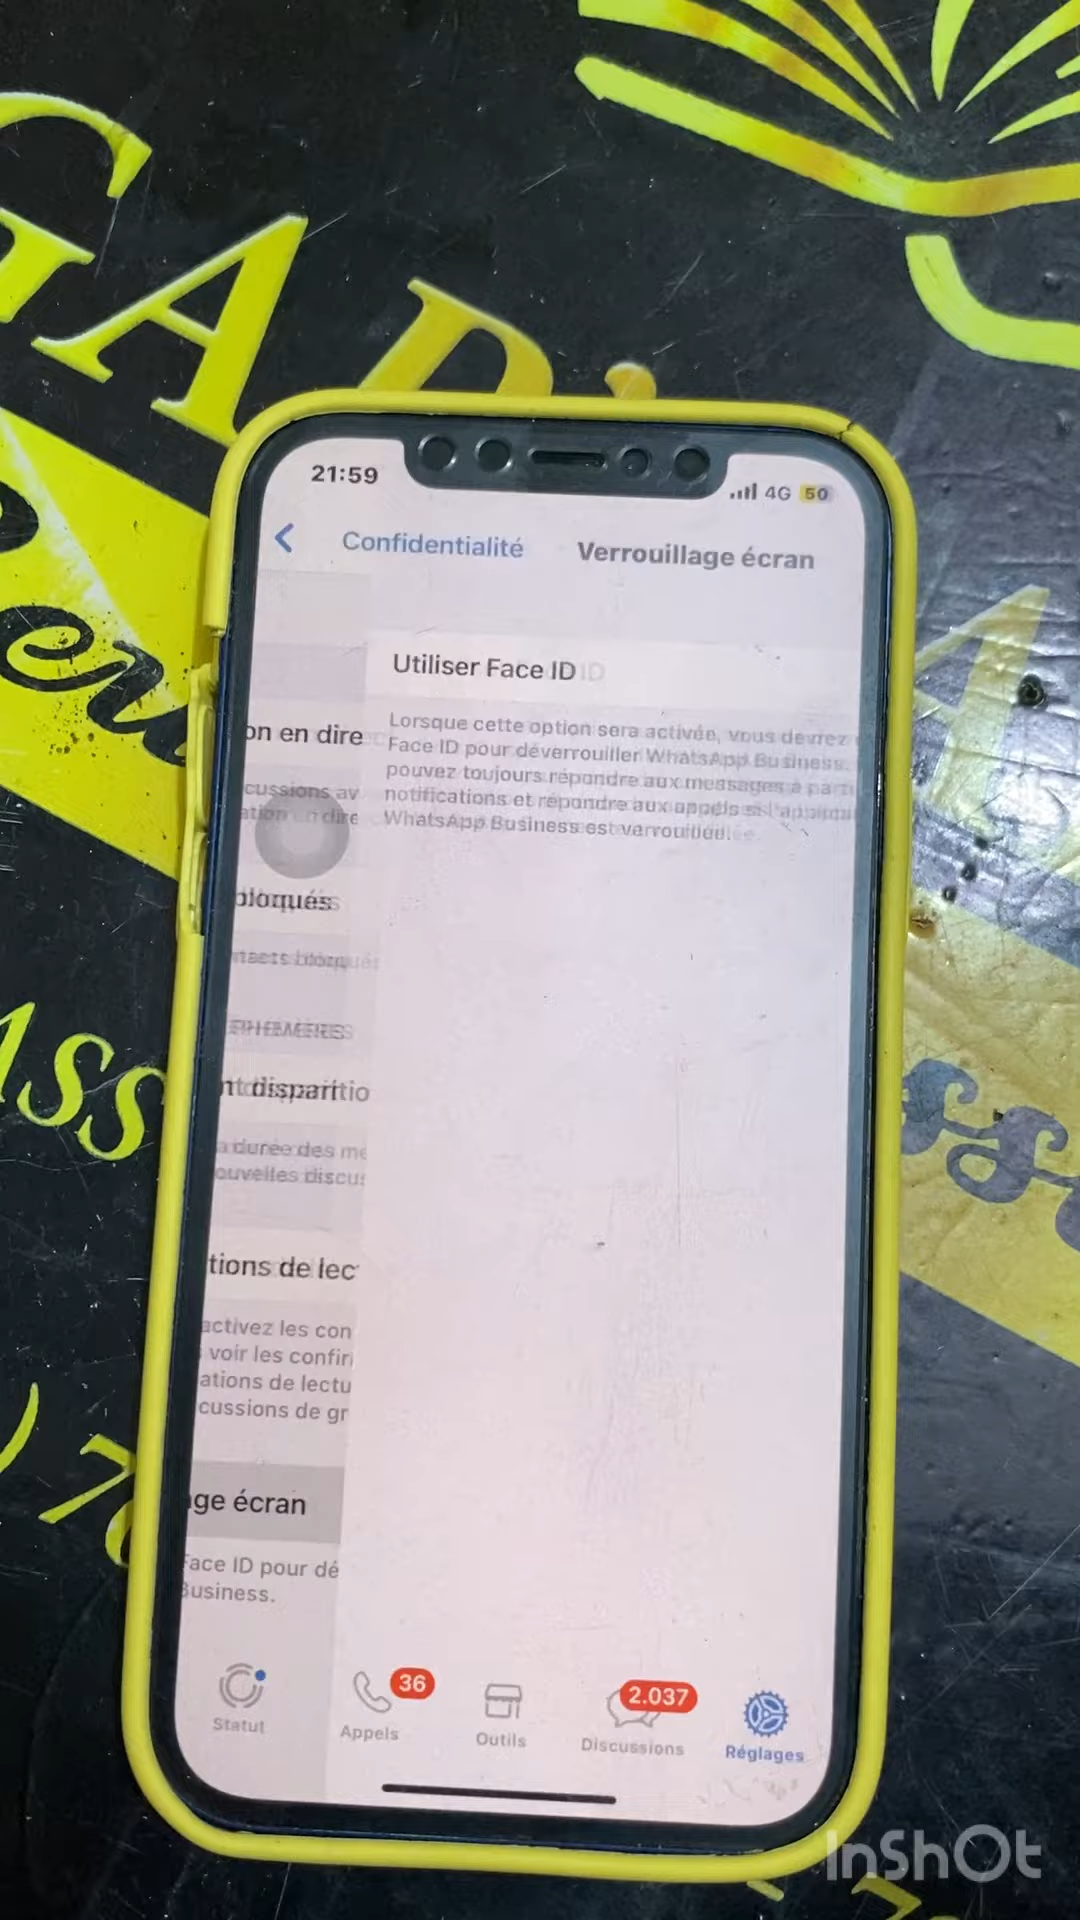 GAD'
ASS
21:59
4G 50
Confidentialité
Verrouillage écran
Utiliser Face ID
Lorsque cette option sera activée, vous devrez
Face ID pour déverrouiller WhatsApp Business.
pouvez toujours répondre aux messages à parti
notifications et répondre aux appels si l'
WhatsApp Business est verrouillée.
on en dire
cussions av
ation en dire
bloqués
ntacts bloqués
ÉPHÉMÈRES
nt disparitio
a durée des me
ouvelles discus
tions de lec
activez les con
voir les confir
ations de lectu
cussions de gr
age écran
Face ID pour dé
Business.
36
2.037
Statut
Appels
Outils
Discussions
Réglages
InShOt